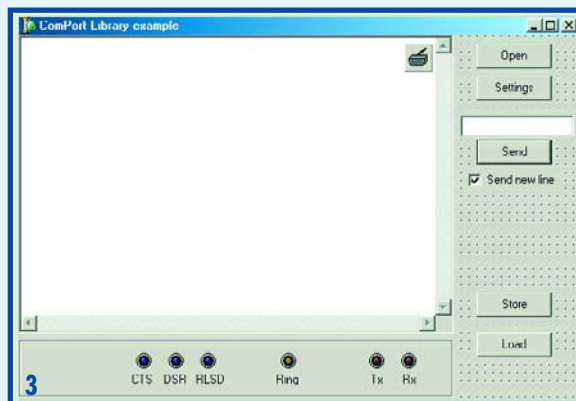 ComPort Library example
Open
Settings
Send
Send new line
Store
Load
CTS DSR RLSD Ring Tx Rx
3